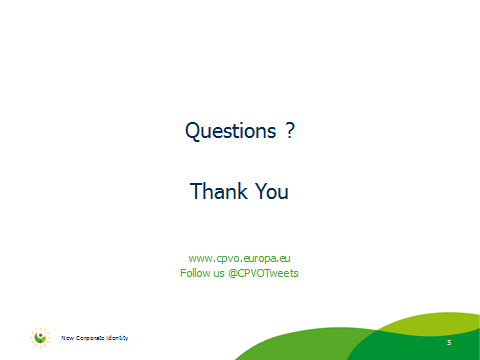 Questions ?
Thank You
www.cpvo.europa.eu
Follow us @CPVOTweets
New Corporate Identity
5